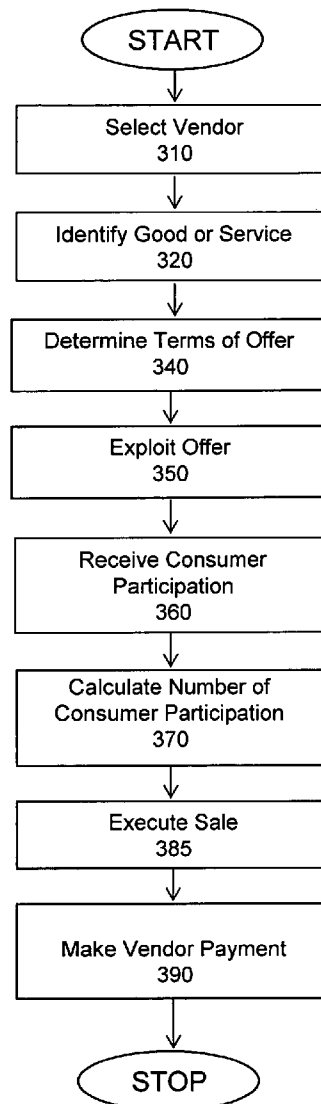 START
Select Vendor
310
Identify Good or Service
320
Determine Terms of Offer
340
Exploit Offer
350
Receive Consumer
Participation
360
Calculate Number of
Consumer Participation
370
Execute Sale
385
Make Vendor Payment
390
STOP